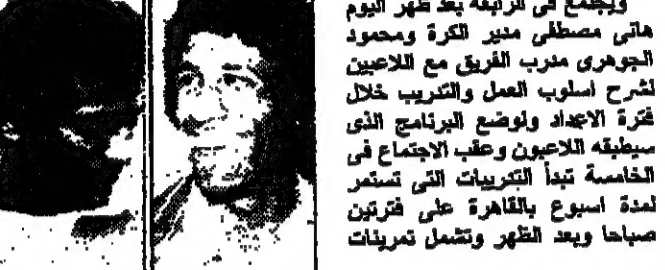 ويجتمع فى الرابعة بعد ظهر اليوم
هانى مصطفى مدير الكرة ومحمود
الجوهرى مدرب الفريق مع اللاعبين
لشرح اسلوب العمل والتدريب خلال
فترة الاعداد ولوضع البرنامج الذى
سيطبقه اللاعبون وعقب الاجتماع فى
الخامسة تبدأ التدريبات التى تستمر
لمدة اسبوع بالقاهرة على فترتين
صباحا وبعد الظهر وتشمل تمرينات